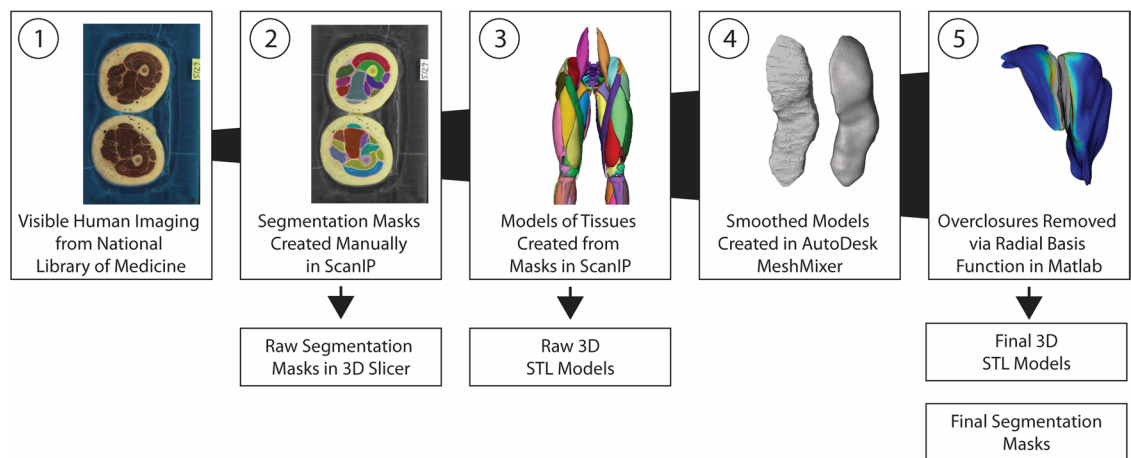 1
Visible Human Imaging
from National
Library of Medicine
2
Segmentation Masks
Created Manually
in ScanIP
3
Models of Tissues
Created from
Masks in ScanIP
4
Smoothed Models
Created in AutoDesk
MeshMixer
5
Overclosures Removed
via Radial Basis
Function in Matlab
Raw Segmentation
Masks in 3D Slicer
Raw 3D
STL Models
Final 3D
STL Models
Final Segmentation
Masks